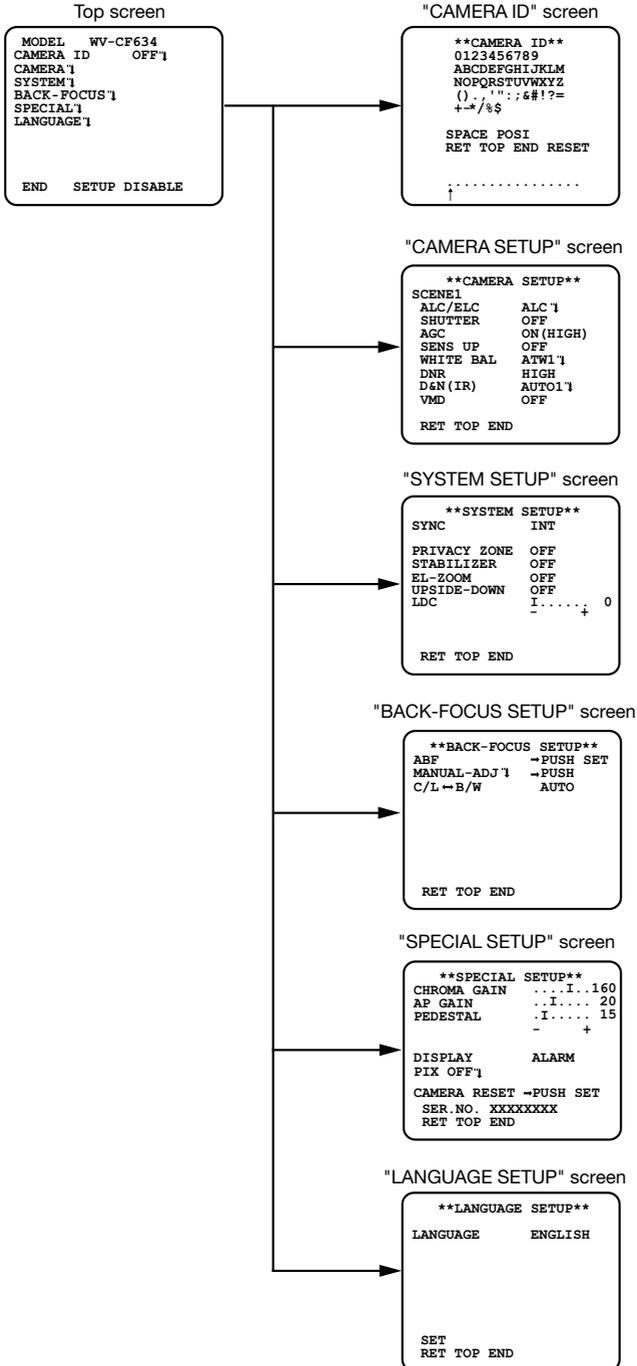 Top screen
MODEL WV-CF634
CAMERA ID OFF
CAMERA
SYSTEM
BACK-FOCUS
SPECIAL
LANGUAGE
END SETUP DISABLE
"CAMERA ID" screen
**CAMERA ID**
0123456789
ABCDEFGHIJKLM
NOPQRSTUVWXYZ
().,'":;&#!?=
+-*/%$
SPACE POSI
RET TOP END RESET
................
↑
"CAMERA SETUP" screen
**CAMERA SETUP**
SCENE1
ALC/ELC ALC
SHUTTER OFF
AGC ON(HIGH)
SENS UP OFF
WHITE BAL ATW1
DNR HIGH
D&N(IR) AUTO1
VMD OFF
RET TOP END
"SYSTEM SETUP" screen
**SYSTEM SETUP**
SYNC INT
PRIVACY ZONE OFF
STABILIZER OFF
EL-ZOOM OFF
UPSIDE-DOWN OFF
LDC I...... 0
- +
RET TOP END
"BACK-FOCUS SETUP" screen
**BACK-FOCUS SETUP**
ABF →PUSH SET
MANUAL-ADJ →PUSH
C/L↔B/W AUTO
RET TOP END
"SPECIAL SETUP" screen
**SPECIAL SETUP**
CHROMA GAIN ....I..160
AP GAIN ..I.... 20
PEDESTAL .I..... 15
- +
DISPLAY ALARM
PIX OFF
CAMERA RESET →PUSH SET
SER.NO. XXXXXXXX
RET TOP END
"LANGUAGE SETUP" screen
**LANGUAGE SETUP**
LANGUAGE ENGLISH
SET
RET TOP END